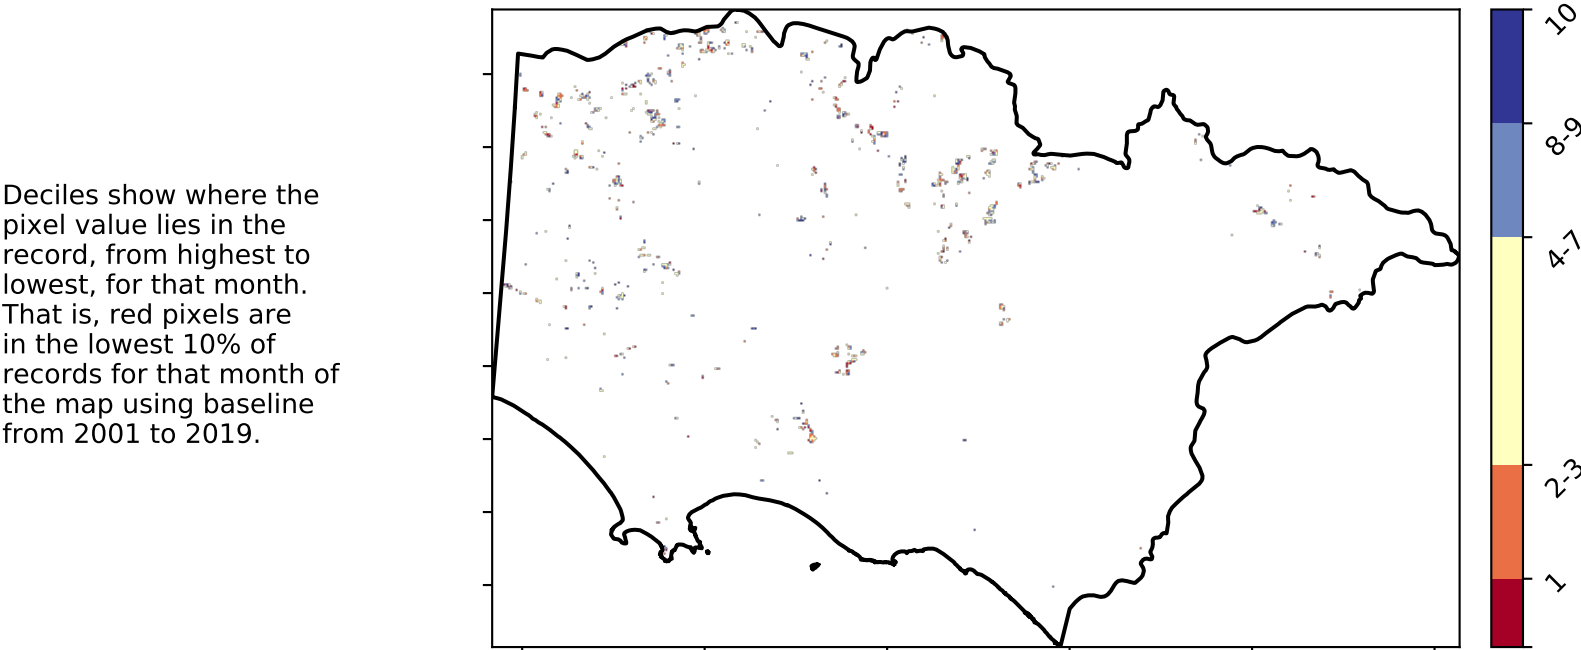 Deciles show where the
pixel value lies in the
record, from highest to
lowest, for that month.
That is, red pixels are
in the lowest 10% of
records for that month of
the map using baseline
from 2001 to 2019.
10
8-9
4-7
2-3
1